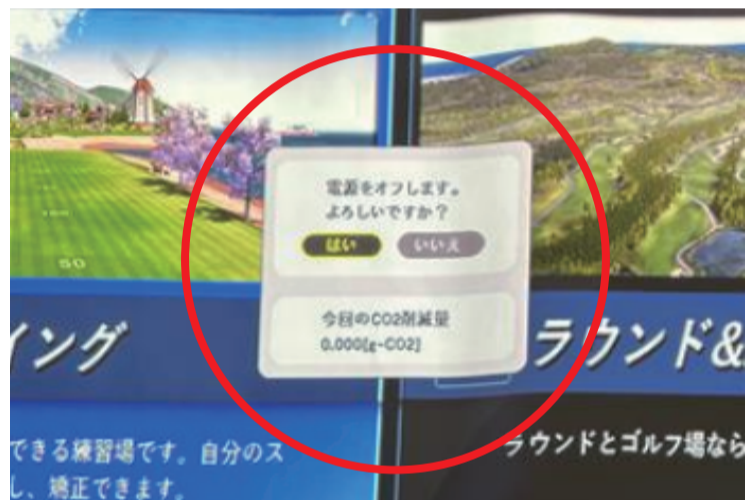 50
電源をオフします。
よろしいですか？
はい
いいえ
今回のCO2削減量
0.000[g-CO2]
イング
ラウンド&
できる練習場です。自分のス
し、矯正できます。
ラウンドとゴルフ場なら